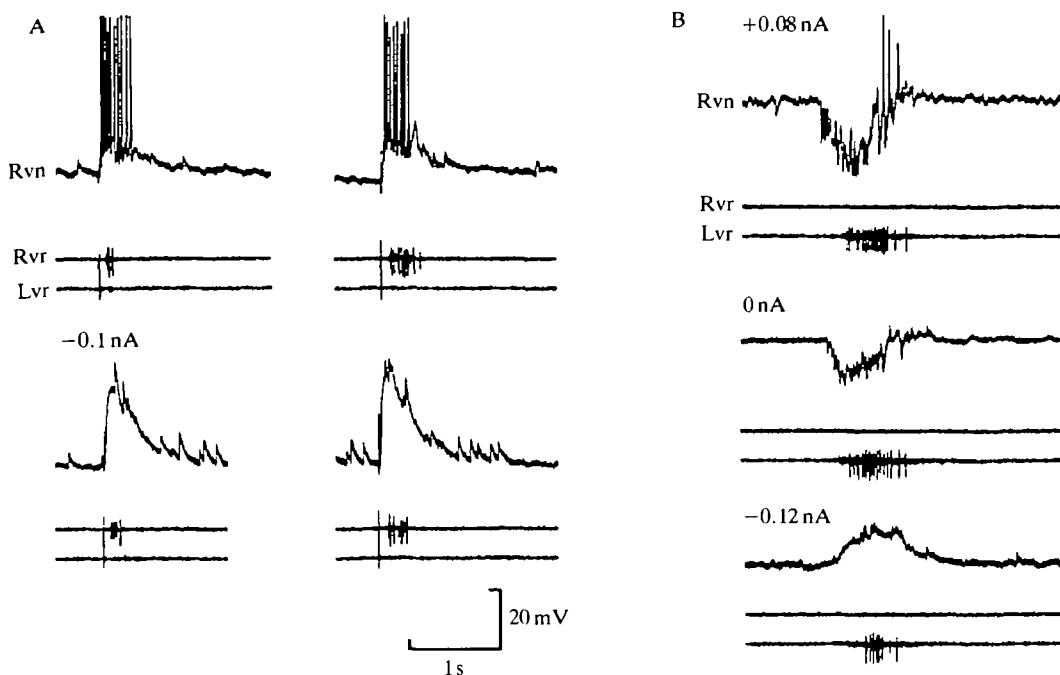 A
Rvn
Rvr
Lvr
−0.1 nA
20 mV
1 s
B
+0.08 nA
Rvn
Rvr
Lvr
0 nA
−0.12 nA